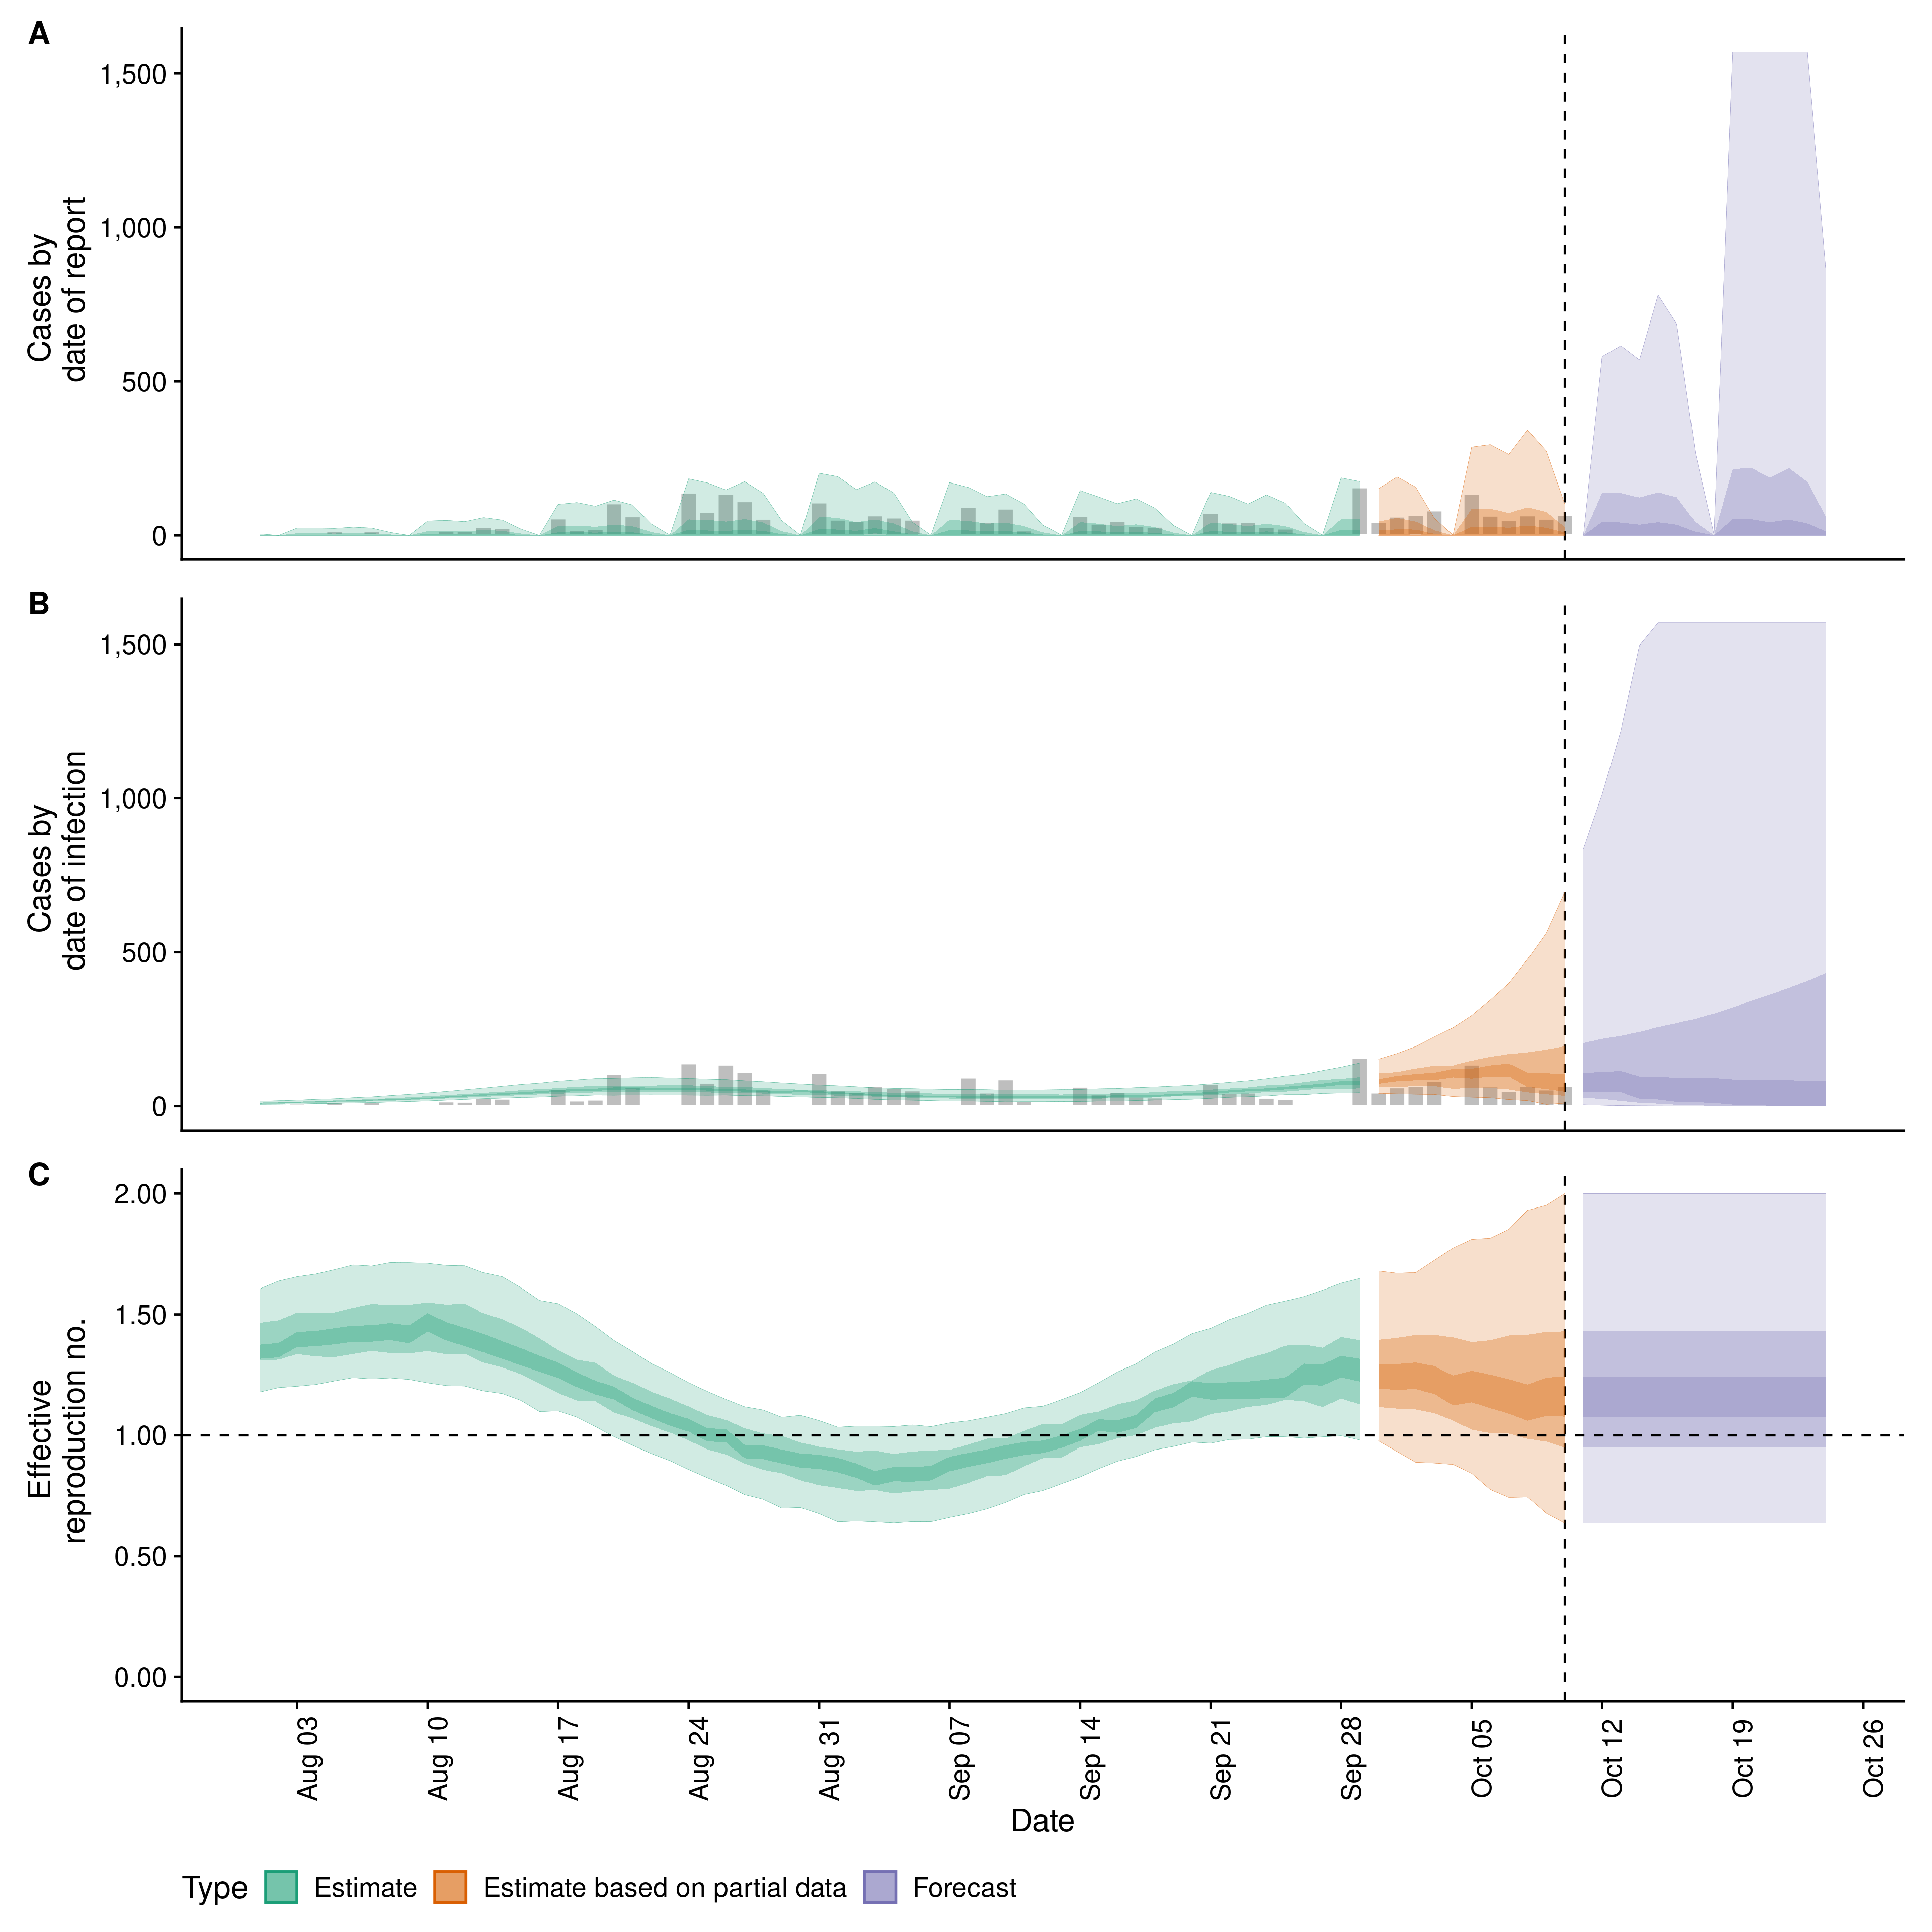 A
Cases by
date of report
1,500
1,000
500
0
B
Cases by
date of infection
1,500
1,000
500
0
C
Effective
reproduction no.
2.00
1.50
1.00
0.50
0.00
Aug 03
Aug 10
Aug 17
Aug 24
Aug 31
Sep 07
Sep 14
Sep 21
Sep 28
Oct 05
Oct 12
Oct 19
Oct 26
Date
Type Estimate Estimate based on partial data Forecast